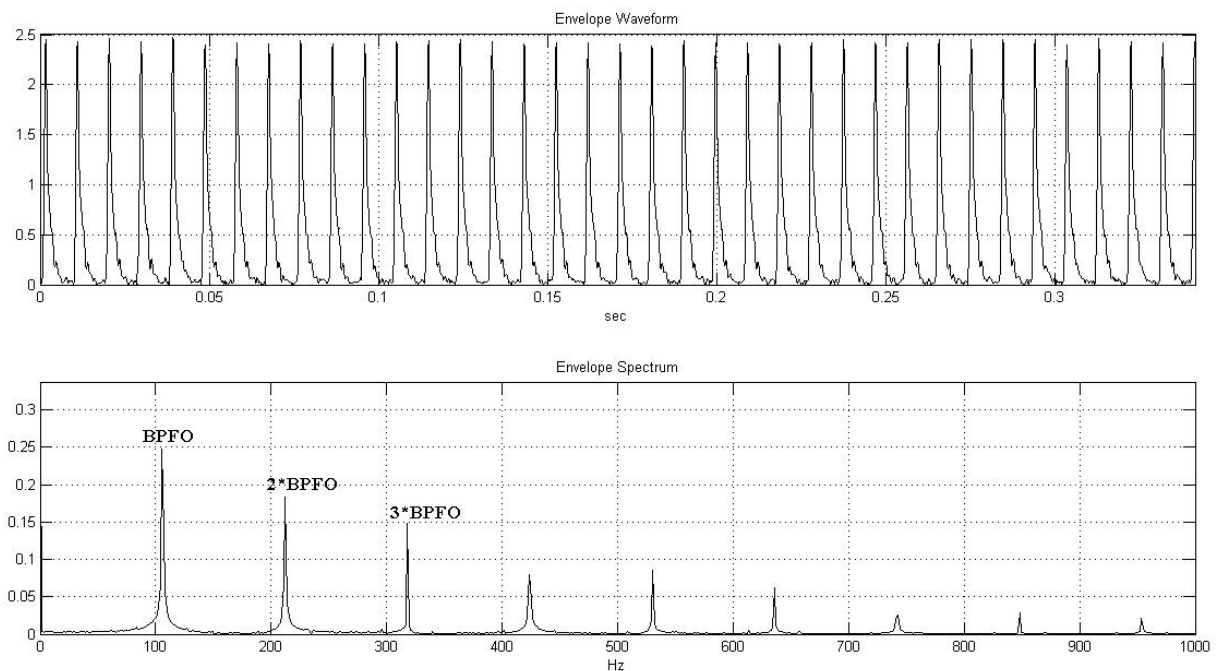 Envelope Waveform
2.5
2
1.5
1
0.5
0
0 0.05 0.1 0.15 0.2 0.25 0.3
sec
Envelope Spectrum
0.3
0.25
0.2
0.15
0.1
0.05
0
BPFO
2*BPFO
3*BPFO
0 100 200 300 400 500 600 700 800 900 1000
Hz